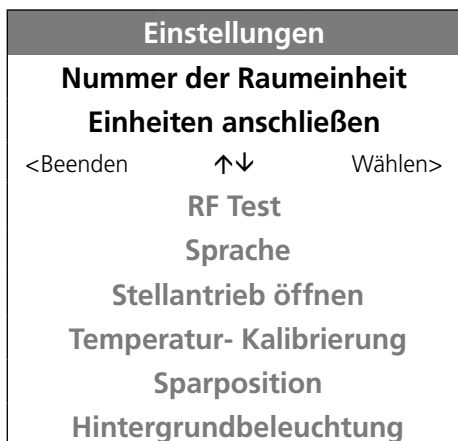 Einstellungen
Nummer der Raumeinheit
Einheiten anschließen
<Beenden ↑↓ Wählen>
RF Test
Sprache
Stellantrieb öffnen
Temperatur- Kalibrierung
Sparposition
Hintergrundbeleuchtung